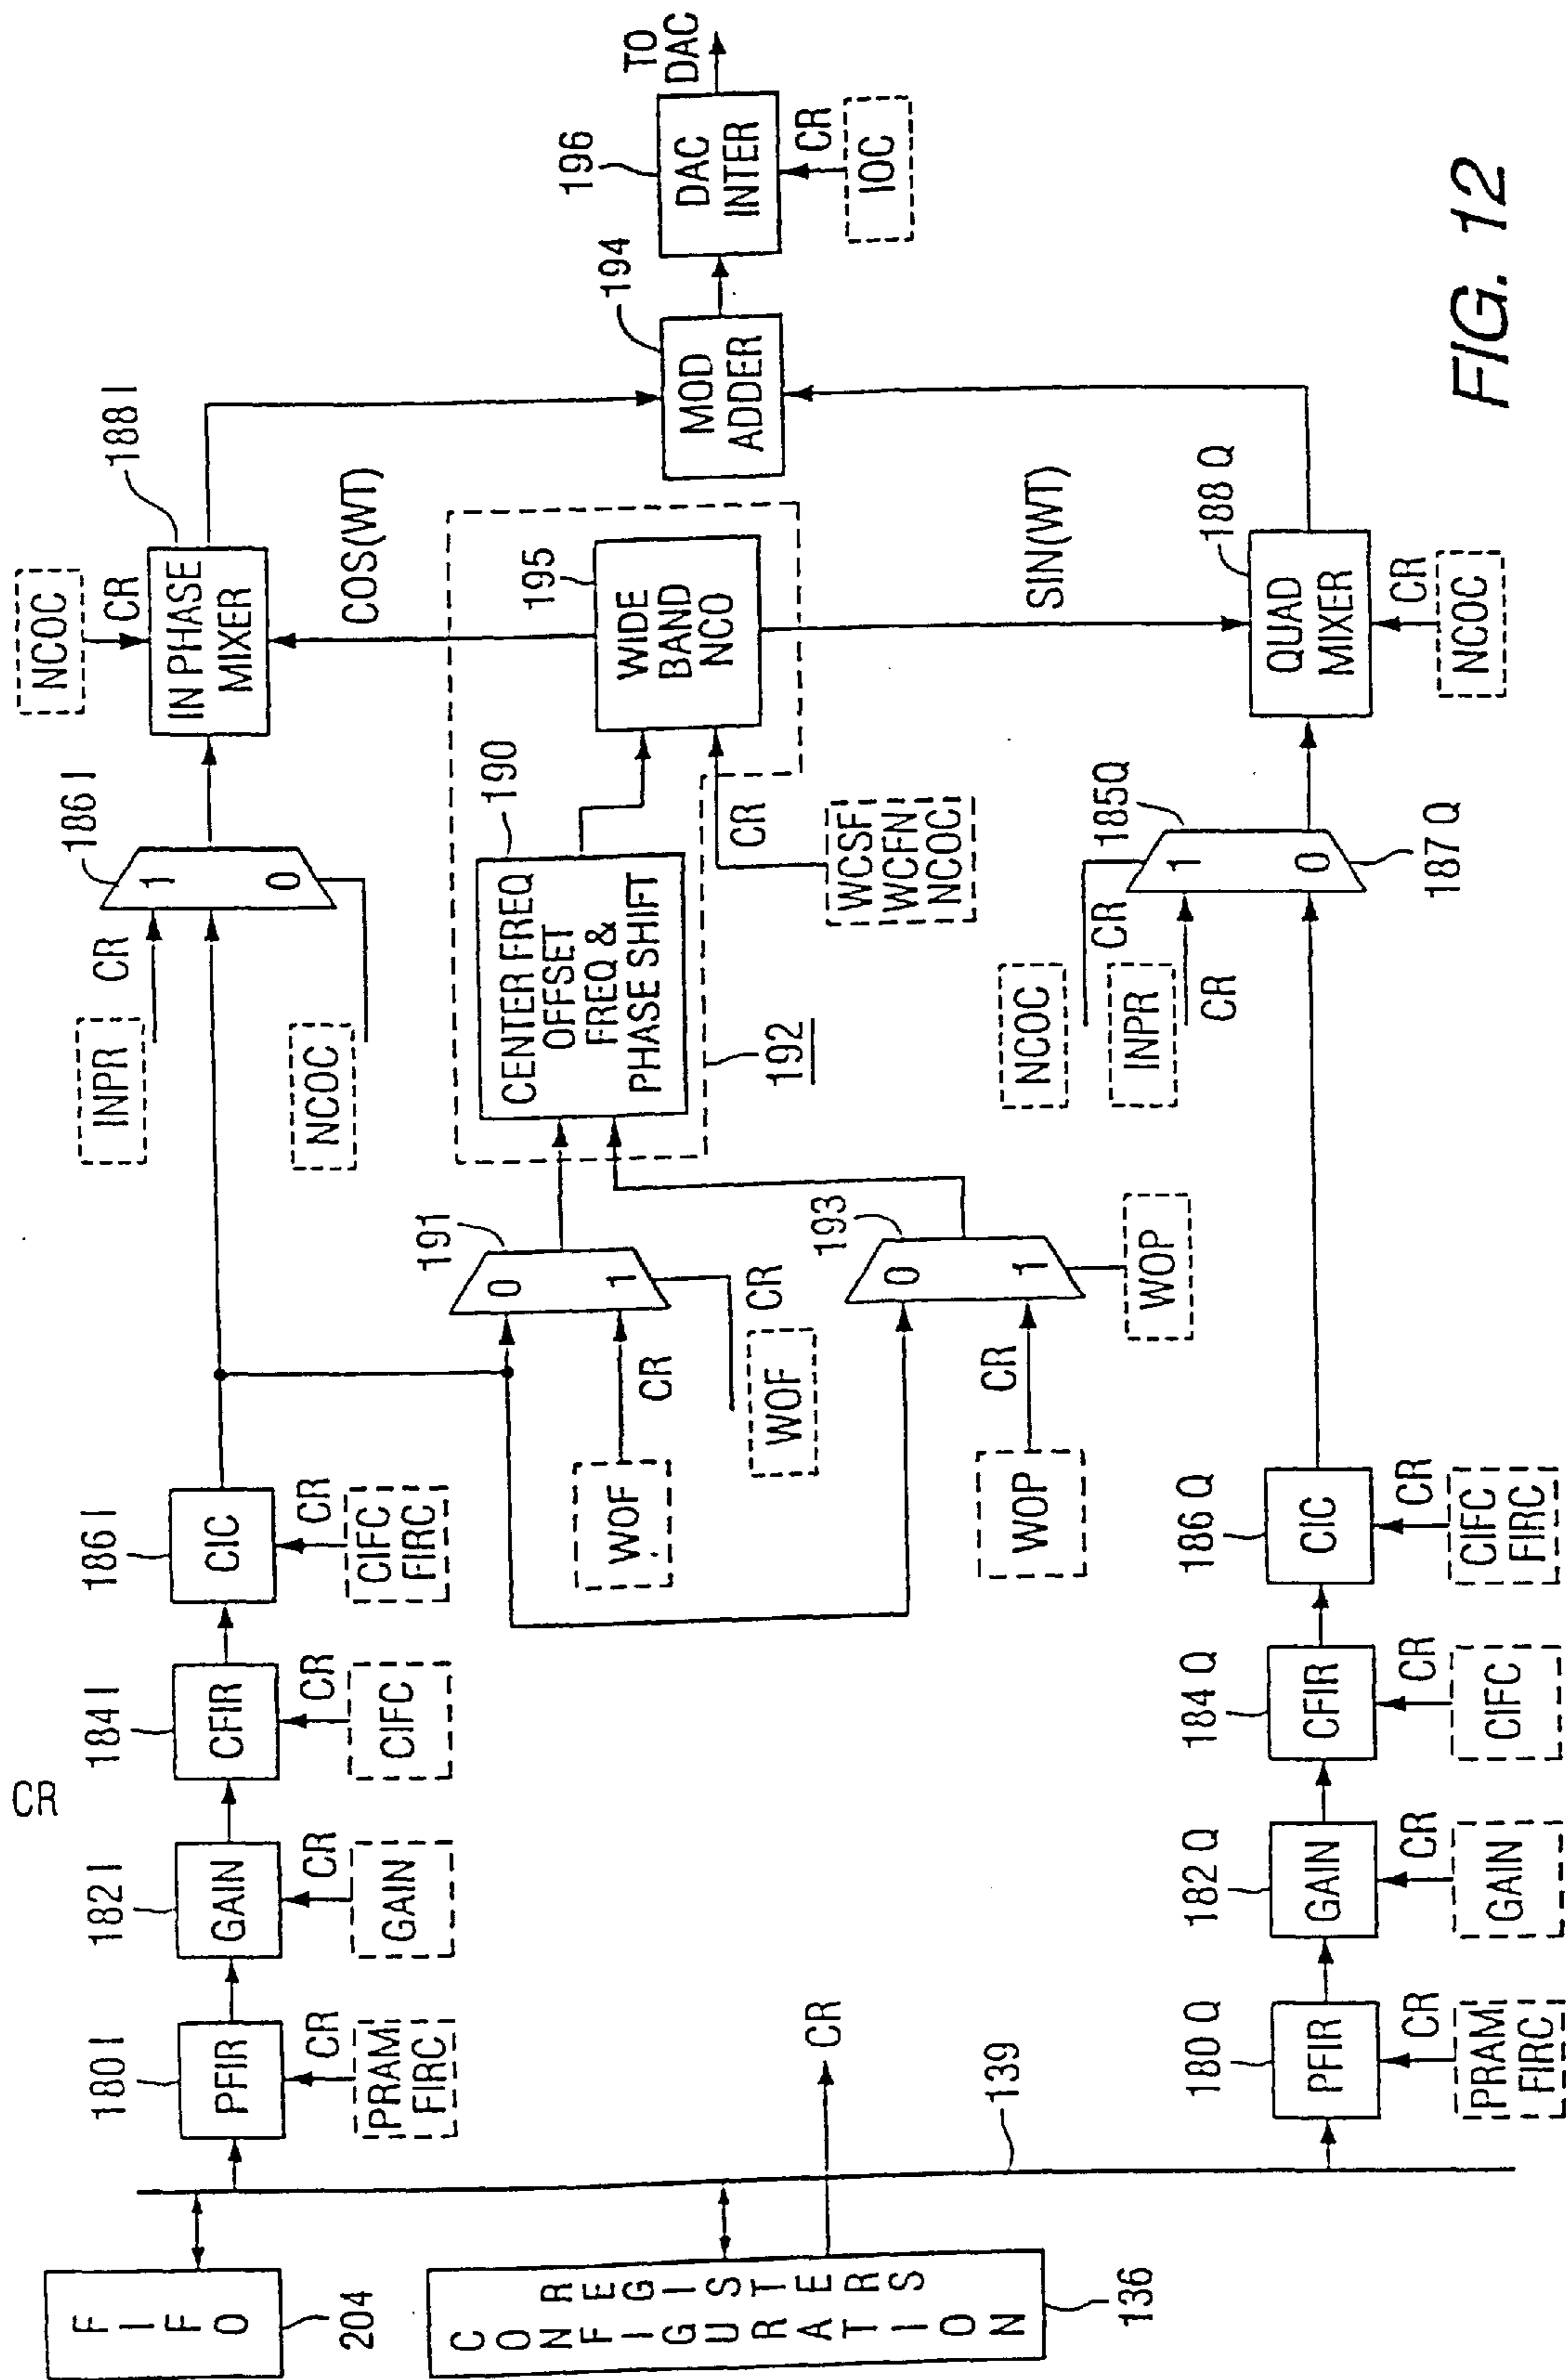 CR
FIFO
204
CONFIGURATION
REGISTERS
136
CR
139
180 I
PFIR
CR
PRAM
FIRC
182 I
GAIN
CR
GAIN
184 I
CFIR
CR
CIFC
186 I
CIC
CR
CIFC
FIRC
INPR
CR
NCOC
186 I
1
0
NCOC
CR
IN PHASE
MIXER
188 I
COS(WT)
191
0
1
CR
WOF
CR
WOF
193
0
1
CR
WOP
WOP
190
CENTER FREQ
OFFSET
FREQ &
PHASE SHIFT
192
195
WIDE
BAND
NCO
CR
WCSF
WCFN
NCOC
SIN(WT)
194
MOD
ADDER
196
DAC
INTER
CR
IOC
TO
DAC
180 Q
PFIR
CR
PRAM
FIRC
182 Q
GAIN
CR
GAIN
184 Q
CFIR
CR
CIFC
186 Q
CIC
CR
CIFC
FIRC
NCOC
CR
INPR
CR
185Q
1
0
187 Q
188 Q
QUAD
MIXER
CR
NCOC
FIG. 12